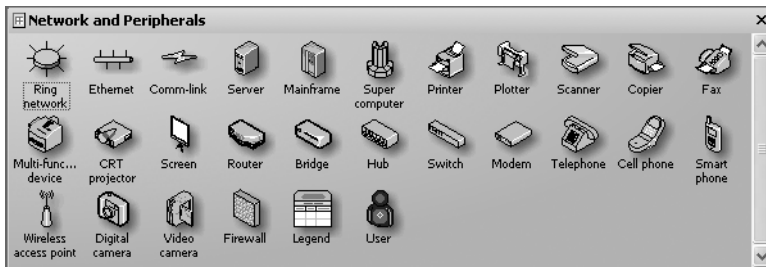 Network and Peripherals
Ring network
Ethernet
Comm-link
Server
Mainframe
Super computer
Printer
Plotter
Scanner
Copier
Fax
Multi-func... device
CRT projector
Screen
Router
Bridge
Hub
Switch
Modem
Telephone
Cell phone
Smart phone
Wireless access point
Digital camera
Video camera
Firewall
Legend
User